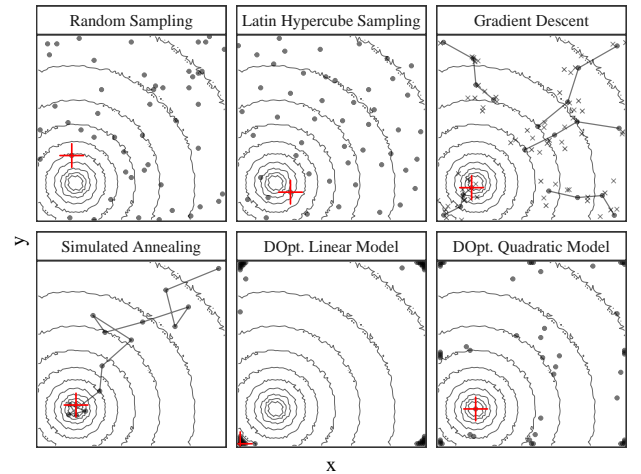 Random Sampling
Latin Hypercube Sampling
Gradient Descent
y
Simulated Annealing
DOpt. Linear Model
DOpt. Quadratic Model
x